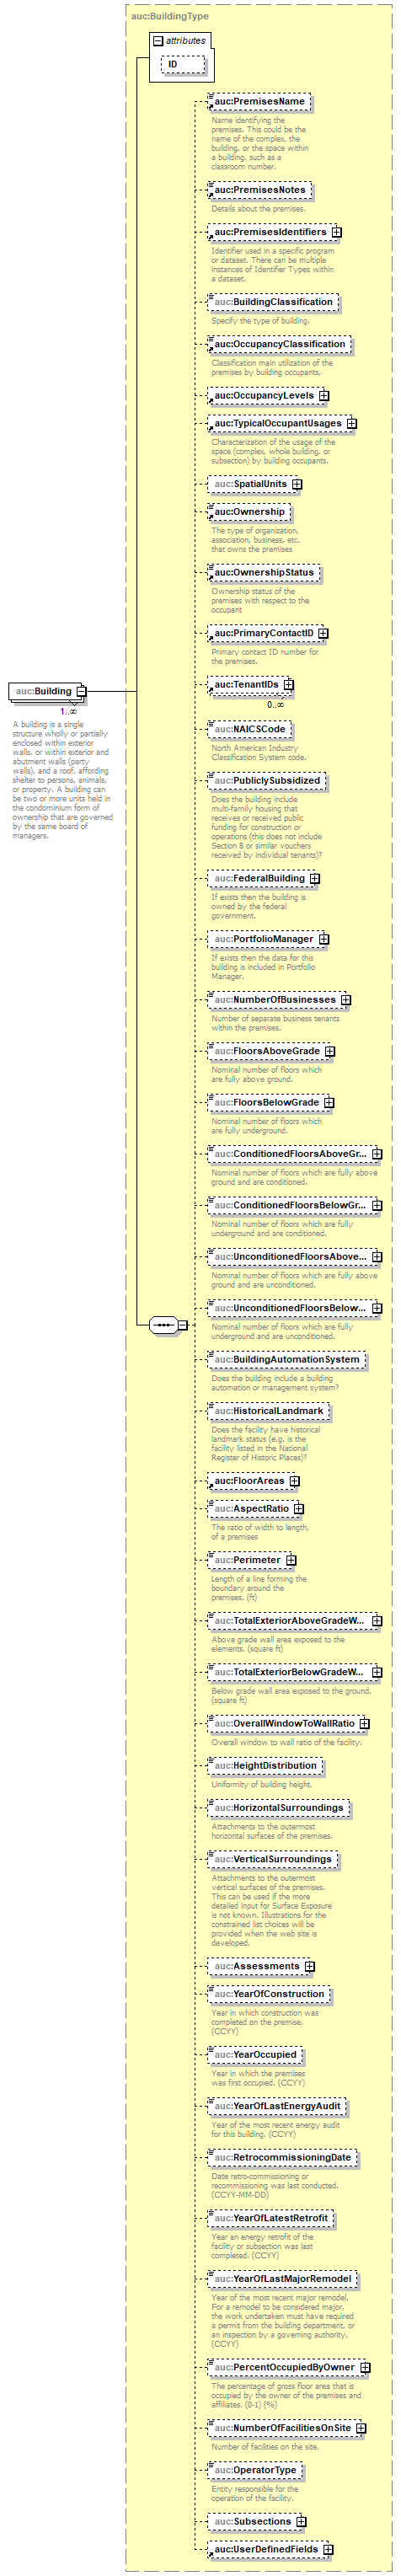 auc:BuildingType
attributes
ID
auc:PremisesName
Name identifying the
premises. This could be the
name of the complex, the
building, or the space within
a building, such as a
classroom number.
auc:PremisesNotes
Details about the premises.
auc:PremisesIdentifiers
Identifier used in a specific program
or dataset. There can be multiple
instances of Identifier Types within
a dataset.
auc:BuildingClassification
Specify the type of building.
auc:OccupancyClassification
Classification main utilization of the
premises by building occupants.
auc:OccupancyLevels
auc:TypicalOccupantUsages
Characterization of the usage of the
space (complex, whole building, or
subsection) by building occupants.
auc:SpatialUnits
auc:Ownership
The type of organization,
association, business, etc.
that owns the premises
auc:OwnershipStatus
Ownership status of the
premises with respect to the
occupant
auc:PrimaryContactID
Primary contact ID number for
the premises.
auc:TenantIDs
0..∞
auc:Building
1..∞
A building is a single
structure wholly or partially
enclosed within exterior
walls, or within exterior and
abutment walls (party
walls), and a roof, affording
shelter to persons, animals,
or property. A building can
be two or more units held in
the condominium form of
ownership that are governed
by the same board of
managers.
auc:NAICSCode
North American Industry
Classification System code.
auc:PubliclySubsidized
Does the building include
multi-family housing that
receives or received public
funding for construction or
operations (this does not include
Section 8 or similar vouchers
received by individual tenants)?
auc:FederalBuilding
If exists then the building is
owned by the federal
government.
auc:PortfolioManager
If exists then the data for this
building is included in Portfolio
Manager.
auc:NumberOfBusinesses
Number of separate business tenants
within the premises.
auc:FloorsAboveGrade
Nominal number of floors which
are fully above ground.
auc:FloorsBelowGrade
Nominal number of floors which
are fully underground.
auc:ConditionedFloorsAboveGr...
Nominal number of floors which are fully above
ground and are conditioned.
auc:ConditionedFloorsBelowGr...
Nominal number of floors which are fully
underground and are conditioned.
auc:UnconditionedFloorsAbove...
Nominal number of floors which are fully above
ground and are unconditioned.
auc:UnconditionedFloorsBelow...
Nominal number of floors which are fully
underground and are unconditioned.
auc:BuildingAutomationSystem
Does the building include a building
automation or management system?
auc:HistoricalLandmark
Does the facility have historical
landmark status (e.g. is the
facility listed in the National
Register of Historic Places)?
auc:FloorAreas
auc:AspectRatio
The ratio of width to length,
of a premises
auc:Perimeter
Length of a line forming the
boundary around the
premises. (ft)
auc:TotalExteriorAboveGradeW...
Above grade wall area exposed to the
elements. (square ft)
auc:TotalExteriorBelowGradeW...
Below grade wall area exposed to the ground.
(square ft)
auc:OverallWindowToWallRatio
Overall window to wall ratio of the facility.
auc:HeightDistribution
Uniformity of building height.
auc:HorizontalSurroundings
Attachments to the outermost
horizontal surfaces of the premises.
auc:VerticalSurroundings
Attachments to the outermost
vertical surfaces of the premises.
This can be used if the more
detailed input for Surface Exposure
is not known. Illustrations for the
constrained list choices will be
provided when the web site is
developed.
auc:Assessments
auc:YearOfConstruction
Year in which construction was
completed on the premise.
(CCYY)
auc:YearOccupied
Year in which the premises
was first occupied. (CCYY)
auc:YearOfLastEnergyAudit
Year of the most recent energy audit
for this building. (CCYY)
auc:RetrocommissioningDate
Date retro-commissioning or
recommissioning was last conducted.
(CCYY-MM-DD)
auc:YearOfLatestRetrofit
Year an energy retrofit of the
facility or subsection was last
completed. (CCYY)
auc:YearOfLastMajorRemodel
Year of the most recent major remodel.
For a remodel to be considered major,
the work undertaken must have required
a permit from the building department, or
an inspection by a governing authority.
(CCYY)
auc:PercentOccupiedByOwner
The percentage of gross floor area that is
occupied by the owner of the premises and
affiliates. (0-1) (%)
auc:NumberOfFacilitiesOnSite
Number of facilities on the site.
auc:OperatorType
Entity responsible for the
operation of the facility.
auc:Subsections
auc:UserDefinedFields